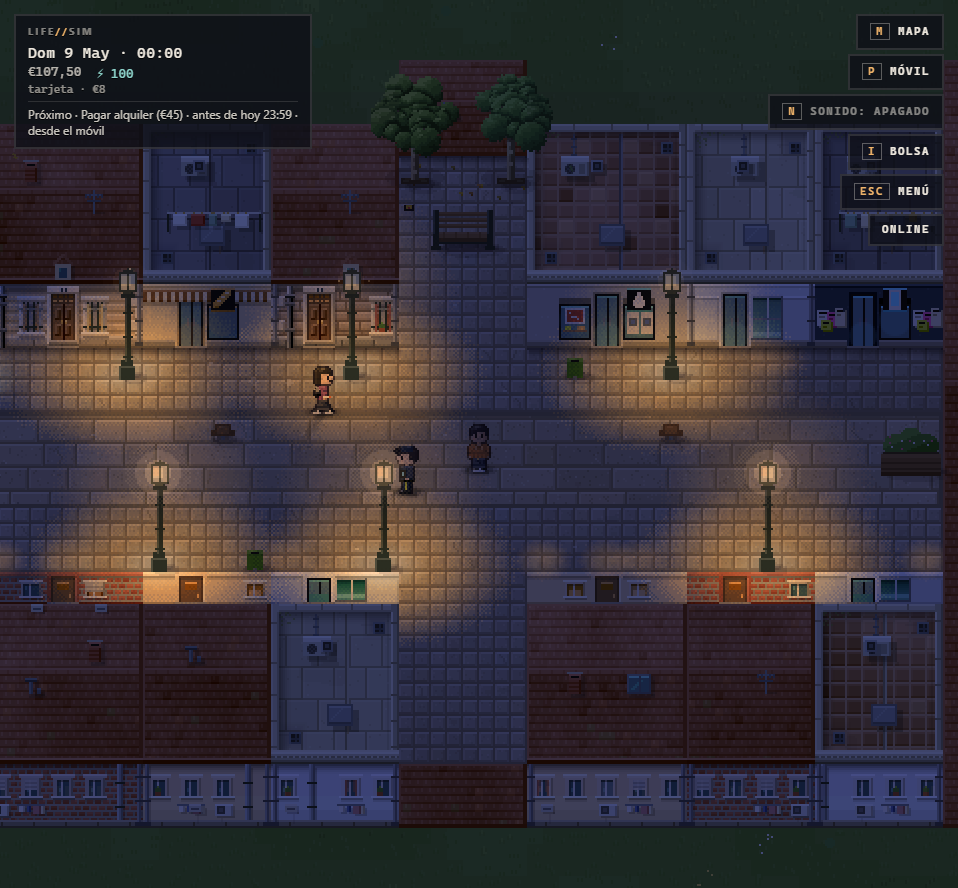 LIFE//SIM
Dom 9 May · 00:00
€107,50 ⚡ 100
tarjeta · €8
Próximo · Pagar alquiler (€45) · antes de hoy 23:59 ·
desde el móvil
M MAPA
P MÓVIL
N SONIDO: APAGADO
I BOLSA
ESC MENÚ
ONLINE